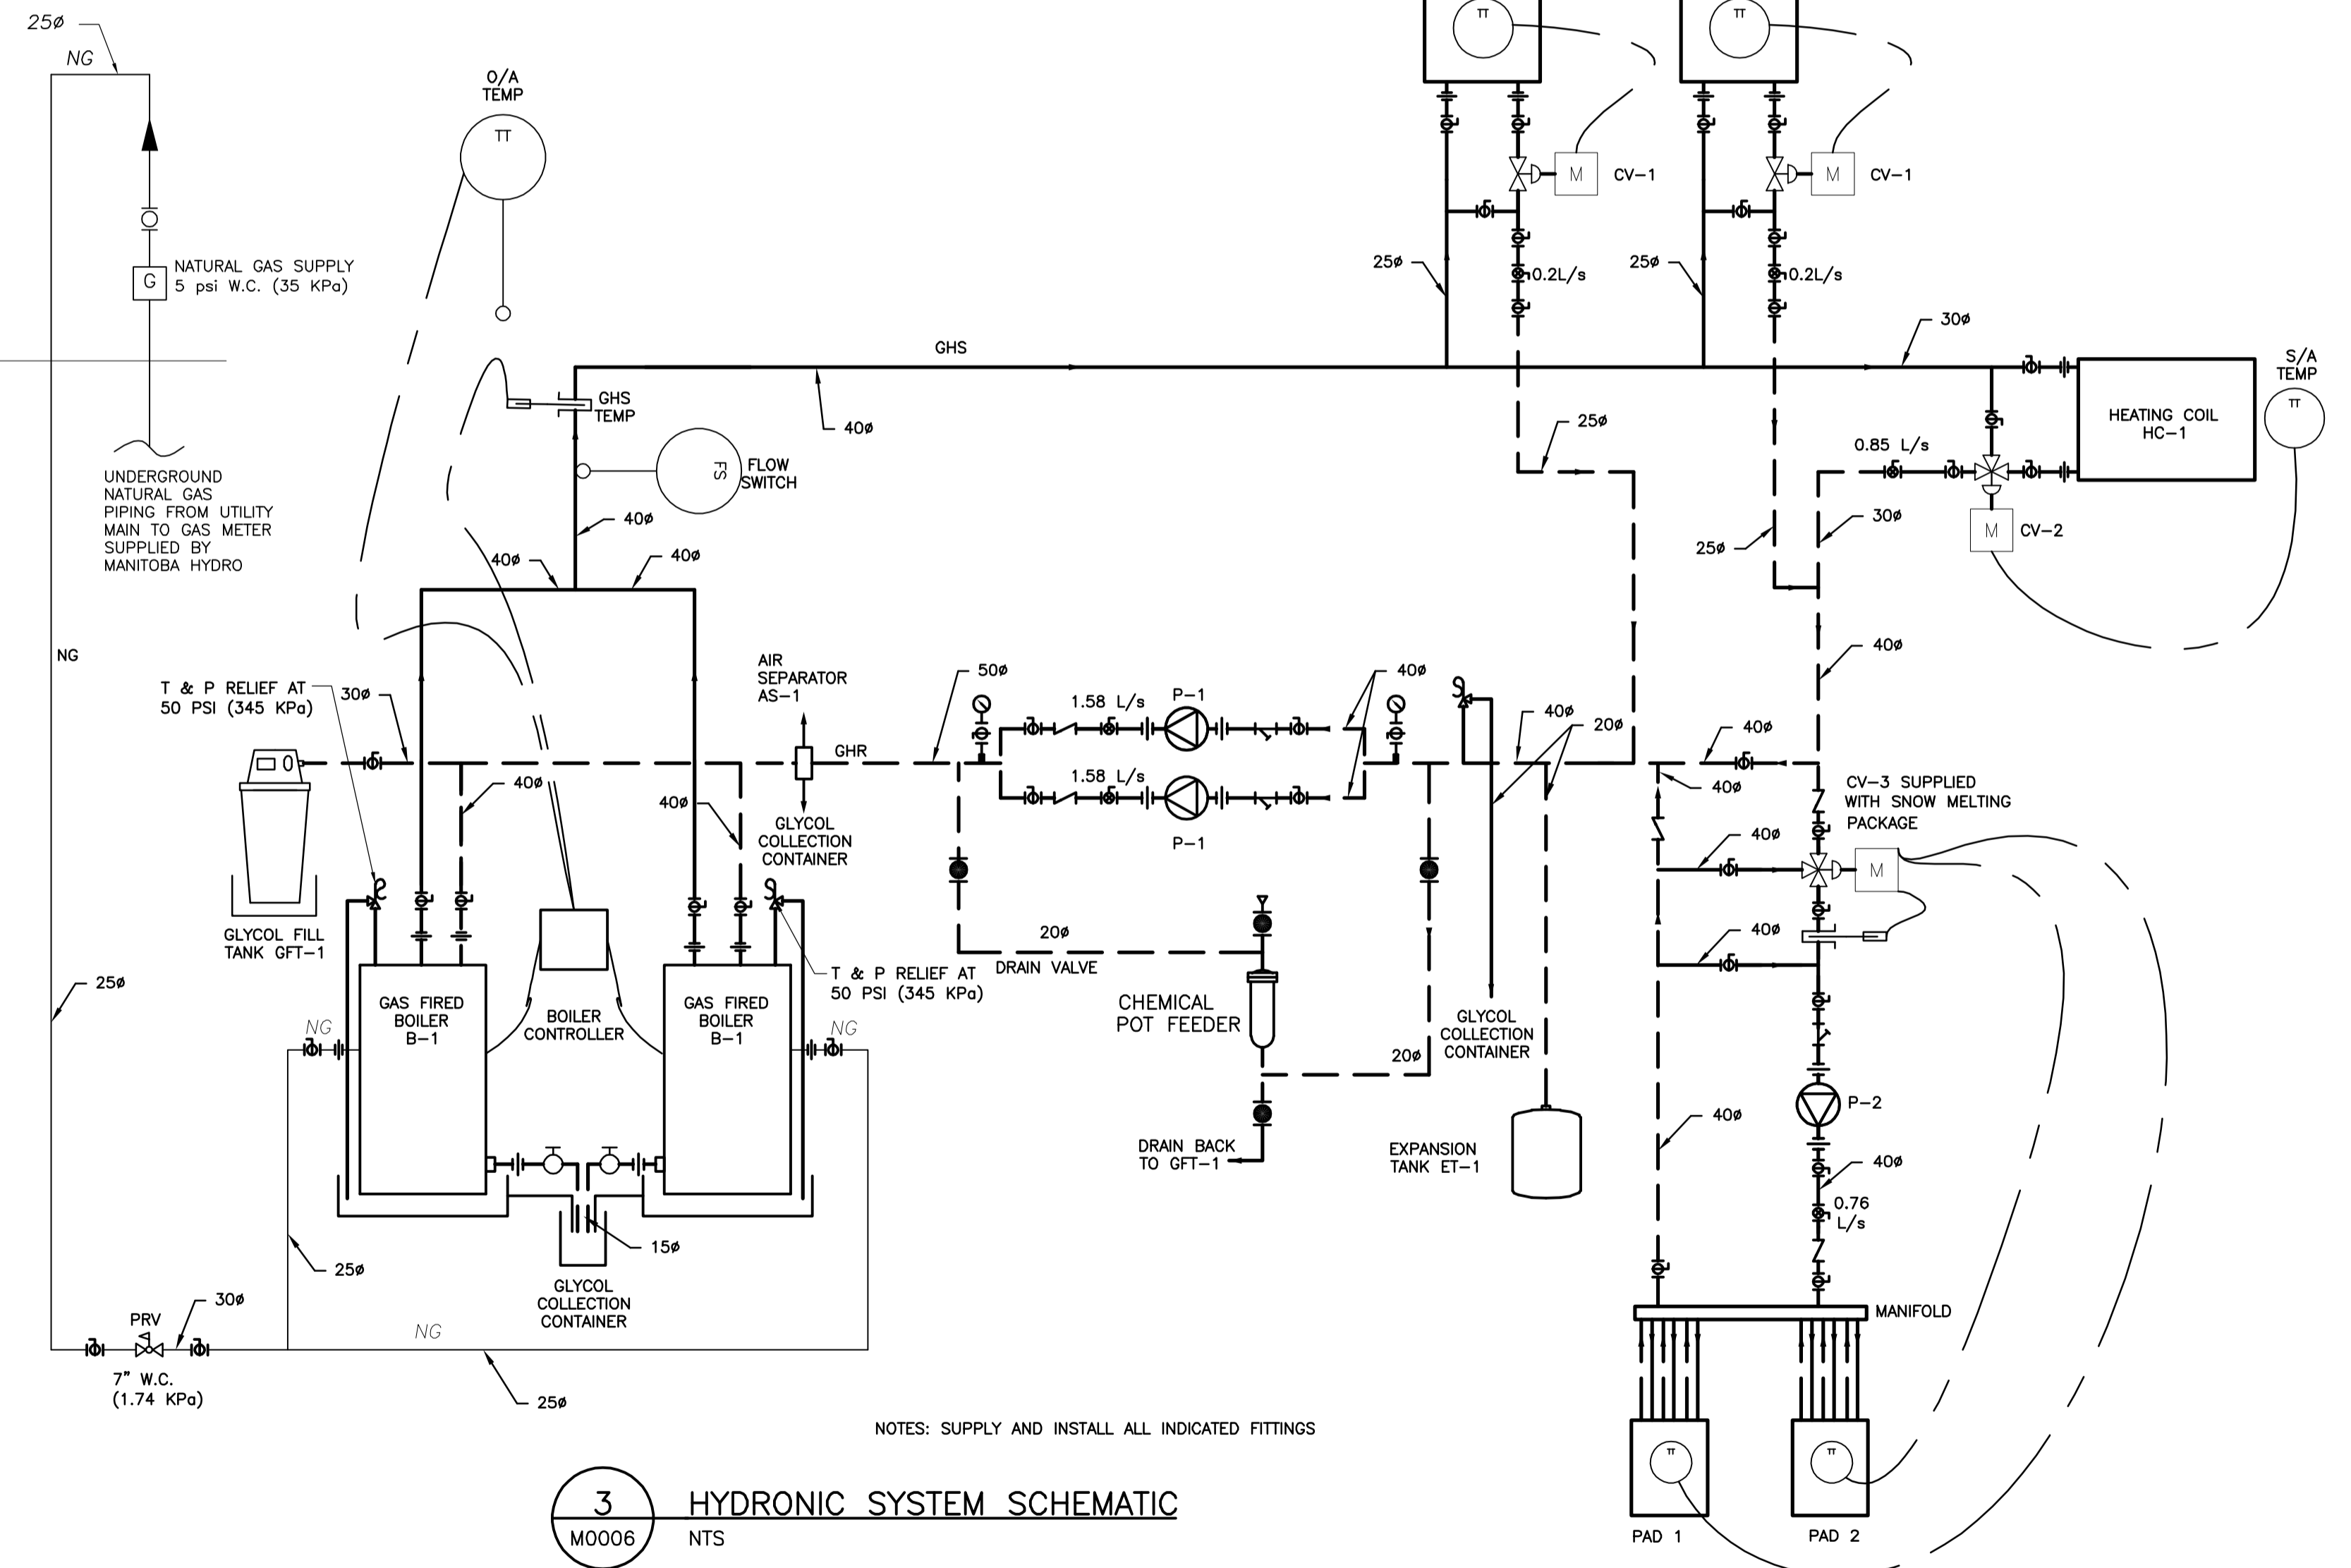 25ø
NG
O/A
TEMP
TT
TT
TT
M
CV-1
M
CV-1
G
NATURAL GAS SUPPLY
5 psi W.C. (35 KPa)
25ø
0.2L/s
25ø
0.2L/s
30ø
GHS
S/A
TEMP
TT
GHS
TEMP
40ø
HEATING COIL
HC-1
25ø
0.85 L/s
FS
FLOW
SWITCH
UNDERGROUND
NATURAL GAS
PIPING FROM UTILITY
MAIN TO GAS METER
SUPPLIED BY
MANITOBA HYDRO
40ø
30ø
M
CV-2
25ø
40ø
40ø
NG
40ø
T & P RELIEF AT
50 PSI (345 KPa)
30ø
AIR
SEPARATOR
AS-1
50ø
1.58 L/s
P-1
40ø
40ø
20ø
40ø
GHR
40ø
40ø
1.58 L/s
P-1
40ø
CV-3 SUPPLIED
WITH SNOW MELTING
PACKAGE
GLYCOL
COLLECTION
CONTAINER
40ø
M
GLYCOL FILL
TANK GFT-1
20ø
DRAIN VALVE
40ø
T & P RELIEF AT
50 PSI (345 KPa)
25ø
GAS FIRED
BOILER
B-1
BOILER
CONTROLLER
GAS FIRED
BOILER
B-1
NG
NG
CHEMICAL
POT FEEDER
GLYCOL
COLLECTION
CONTAINER
20ø
40ø
P-2
DRAIN BACK
TO GFT-1
EXPANSION
TANK ET-1
40ø
0.76
L/s
15ø
25ø
GLYCOL
COLLECTION
CONTAINER
MANIFOLD
30ø
PRV
NG
7" W.C.
(1.74 KPa)
25ø
NOTES: SUPPLY AND INSTALL ALL INDICATED FITTINGS
TT
TT
3
HYDRONIC SYSTEM SCHEMATIC
M0006
NTS
PAD 1
PAD 2